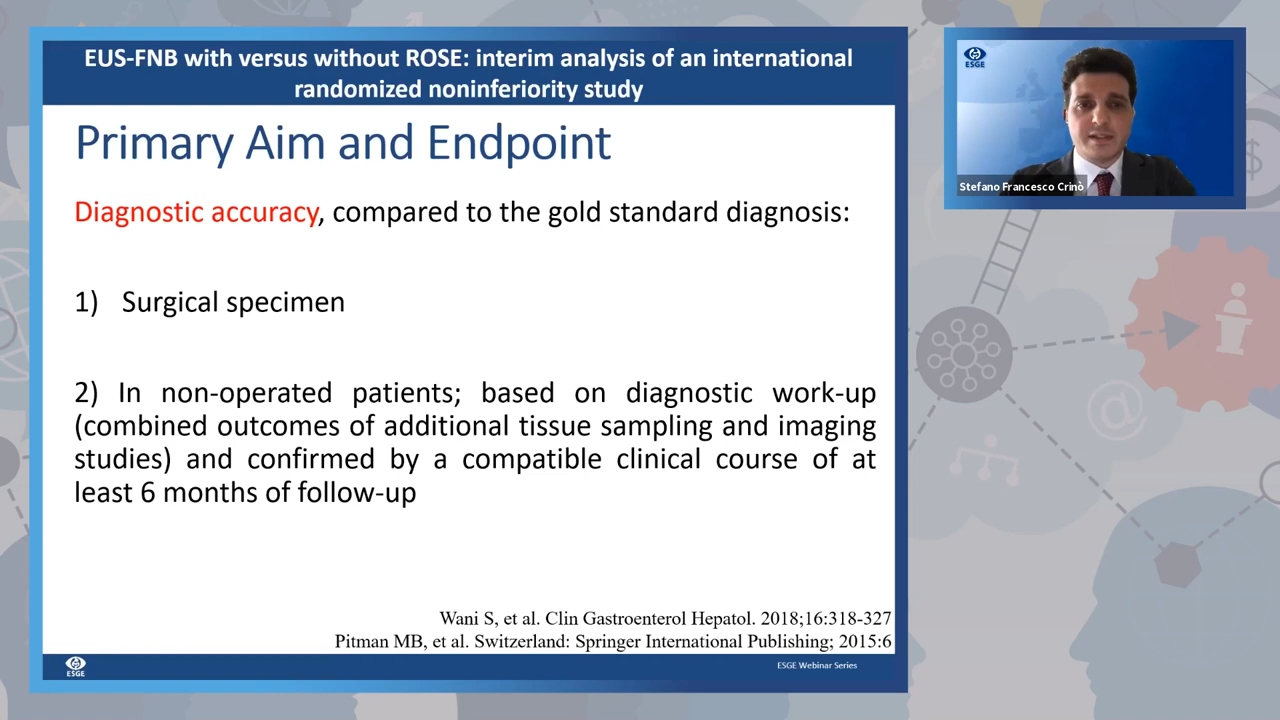 EUS-FNB with versus without ROSE: interim analysis of an international
randomized noninferiority study
Primary Aim and Endpoint
Diagnostic accuracy, compared to the gold standard diagnosis:
1) Surgical specimen
2) In non-operated patients; based on diagnostic work-up
(combined outcomes of additional tissue sampling and imaging
studies) and confirmed by a compatible clinical course of at
least 6 months of follow-up
Wani S, et al. Clin Gastroenterol Hepatol. 2018;16:318-327
Pitman MB, et al. Switzerland: Springer International Publishing; 2015:6
ESGE
ESGE Webinar Series
ESGE
Stefano Francesco Crinò